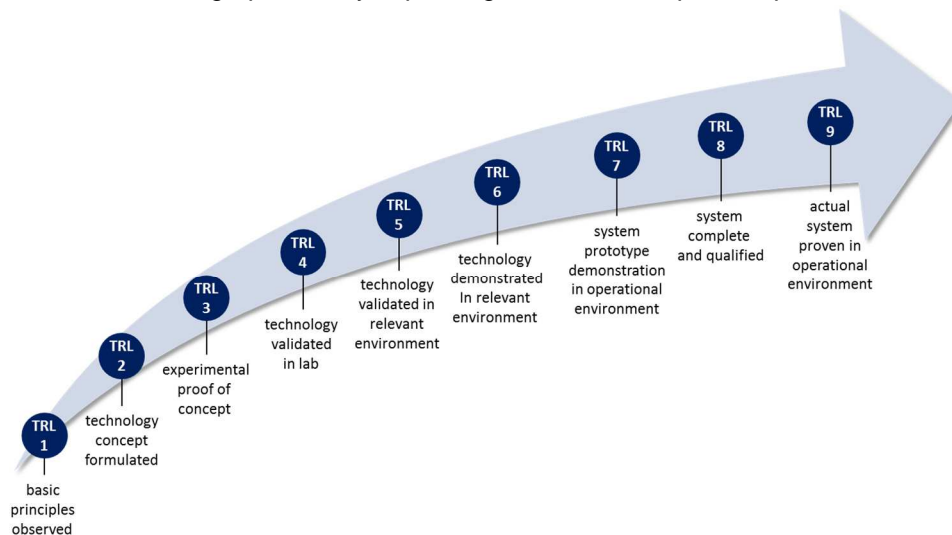 TRL
1
basic
principles
observed
TRL
2
technology
concept
formulated
TRL
3
experimental
proof of
concept
TRL
4
technology
validated
in lab
TRL
5
technology
validated in
relevant
environment
TRL
6
technology
demonstrated
In relevant
environment
TRL
7
system
prototype
demonstration
in operational
environment
TRL
8
system
complete
and qualified
TRL
9
actual
system
proven in
operational
environment